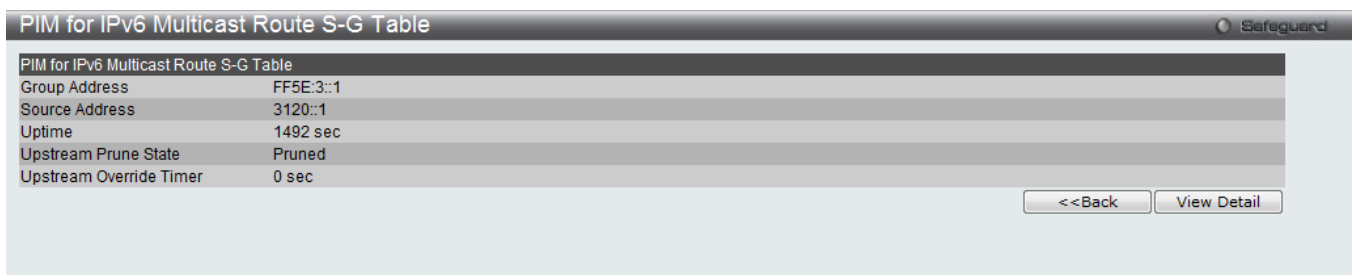 PIM for IPv6 Multicast Route S-G Table
Safeguard
PIM for IPv6 Multicast Route S-G Table
Group Address FF5E:3::1
Source Address 3120::1
Uptime 1492 sec
Upstream Prune State Pruned
Upstream Override Timer 0 sec
<<Back View Detail